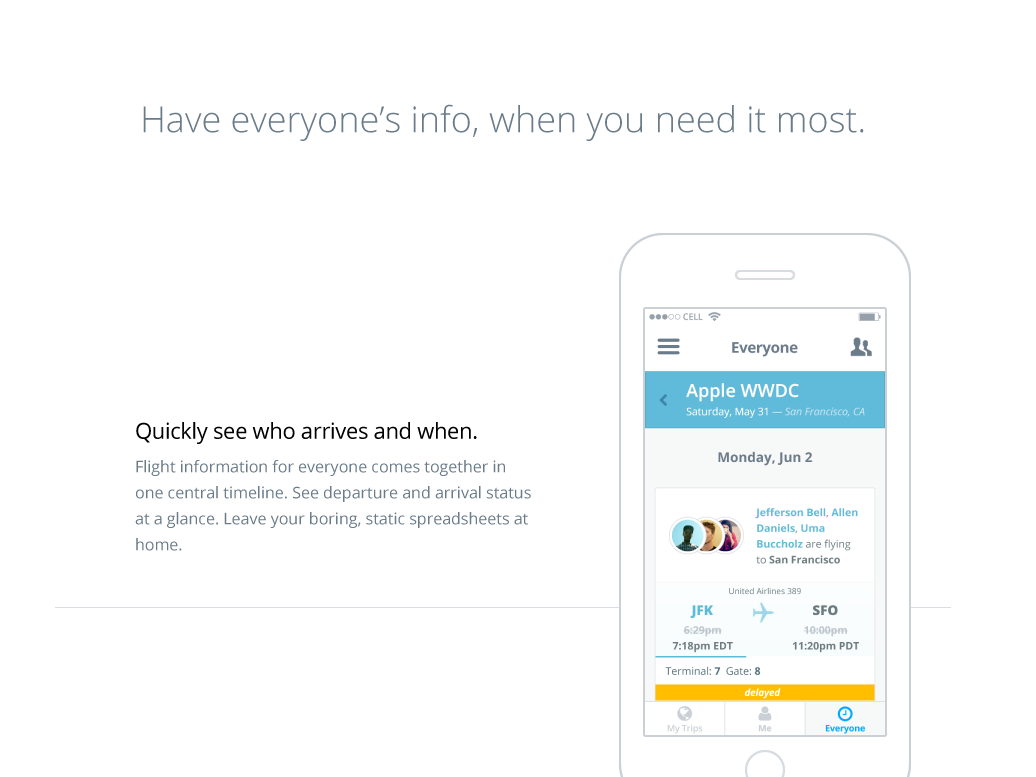 Have everyone’s info, when you need it most.
Quickly see who arrives and when.
Flight information for everyone comes together in
one central timeline. See departure and arrival status
at a glance. Leave your boring, static spreadsheets at
home.
CELL
Everyone
Apple WWDC
Saturday, May 31 — San Francisco, CA
Monday, Jun 2
Jefferson Bell, Allen
Daniels, Uma
Buccholz are flying
to San Francisco
United Airlines 389
JFK SFO
6:29pm 10:00pm
7:18pm EDT 11:20pm PDT
Terminal: 7 Gate: 8
delayed
My Trips Me Everyone